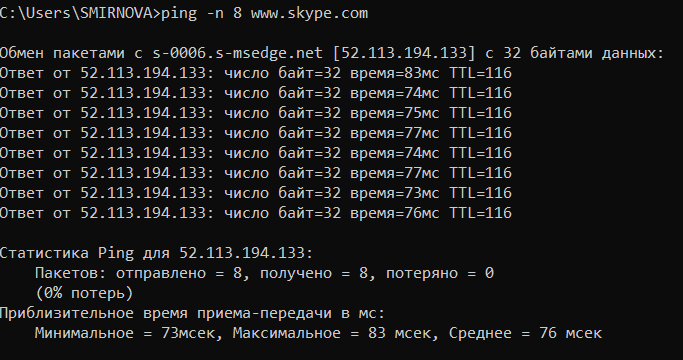 C:\Users\SMIRNOVA>ping -n 8 www.skype.com
Обмен пакетами с s-0006.s-msedge.net [52.113.194.133] с 32 байтами данных:
Ответ от 52.113.194.133: число байт=32 время=83мс TTL=116
Ответ от 52.113.194.133: число байт=32 время=74мс TTL=116
Ответ от 52.113.194.133: число байт=32 время=75мс TTL=116
Ответ от 52.113.194.133: число байт=32 время=77мс TTL=116
Ответ от 52.113.194.133: число байт=32 время=74мс TTL=116
Ответ от 52.113.194.133: число байт=32 время=77мс TTL=116
Ответ от 52.113.194.133: число байт=32 время=73мс TTL=116
Ответ от 52.113.194.133: число байт=32 время=76мс TTL=116
Статистика Ping для 52.113.194.133:
Пакетов: отправлено = 8, получено = 8, потеряно = 0
(0% потерь)
Приблизительное время приема-передачи в мс:
Минимальное = 73мсек, Максимальное = 83 мсек, Среднее = 76 мсек